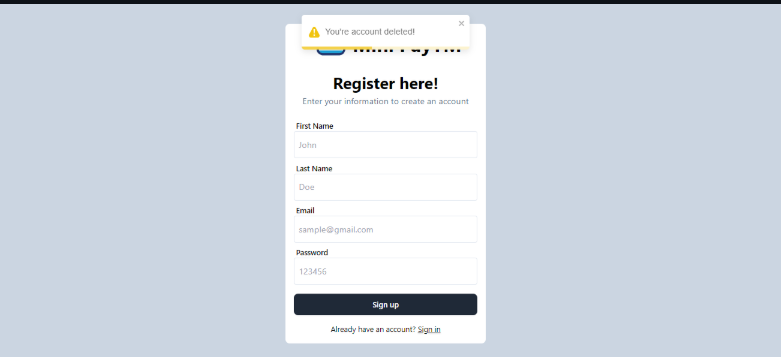 You're account deleted!
Register here!
Enter your information to create an account
First Name
John
Last Name
Doe
Email
sample@gmail.com
Password
123456
Sign up
Already have an account? Sign in